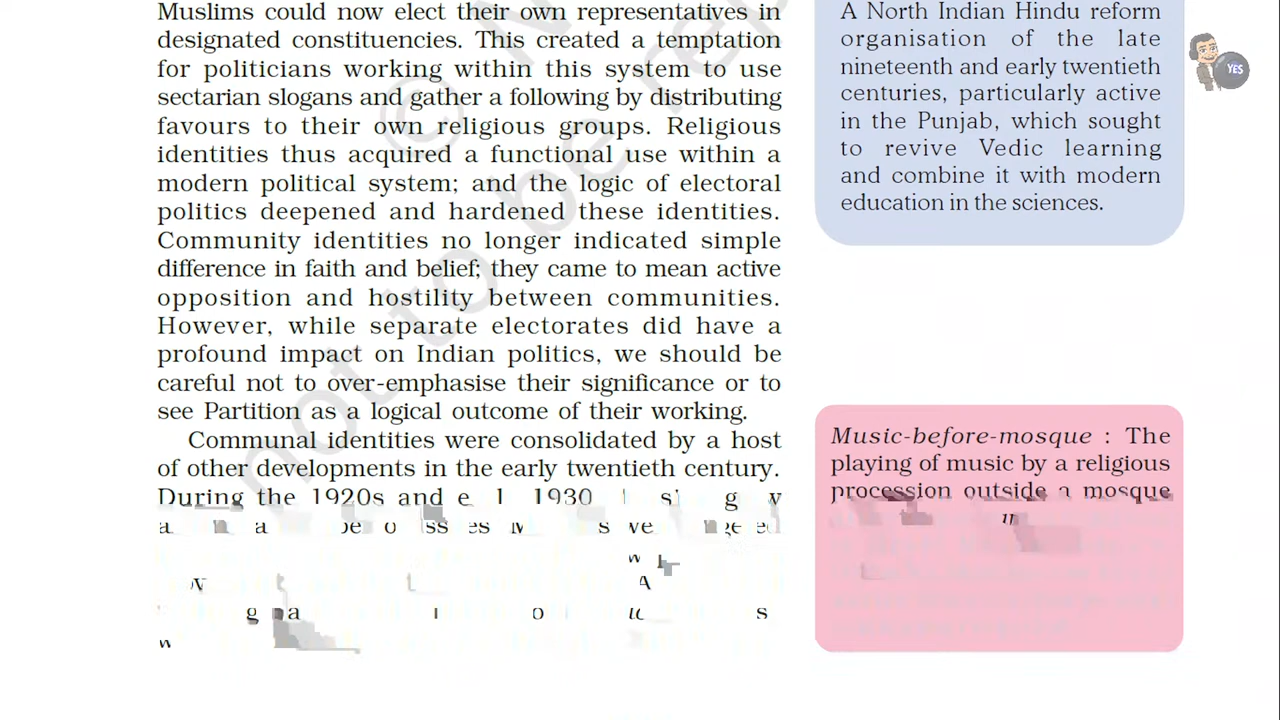 Muslims could now elect their own representatives in
designated constituencies. This created a temptation
for politicians working within this system to use
sectarian slogans and gather a following by distributing
favours to their own religious groups. Religious
identities thus acquired a functional use within a
modern political system; and the logic of electoral
politics deepened and hardened these identities.
Community identities no longer indicated simple
difference in faith and belief; they came to mean active
opposition and hostility between communities.
However, while separate electorates did have a
profound impact on Indian politics, we should be
careful not to over-emphasise their significance or to
see Partition as a logical outcome of their working.
Communal identities were consolidated by a host
of other developments in the early twentieth century.
During the 1920s and
A North Indian Hindu reform
organisation of the late
nineteenth and early twentieth
centuries, particularly active
in the Punjab, which sought
to revive Vedic learning
and combine it with modern
education in the sciences.
YES
Music-before-mosque : The
playing of music by a religious
procession outside a mosque
© N
not to be rep